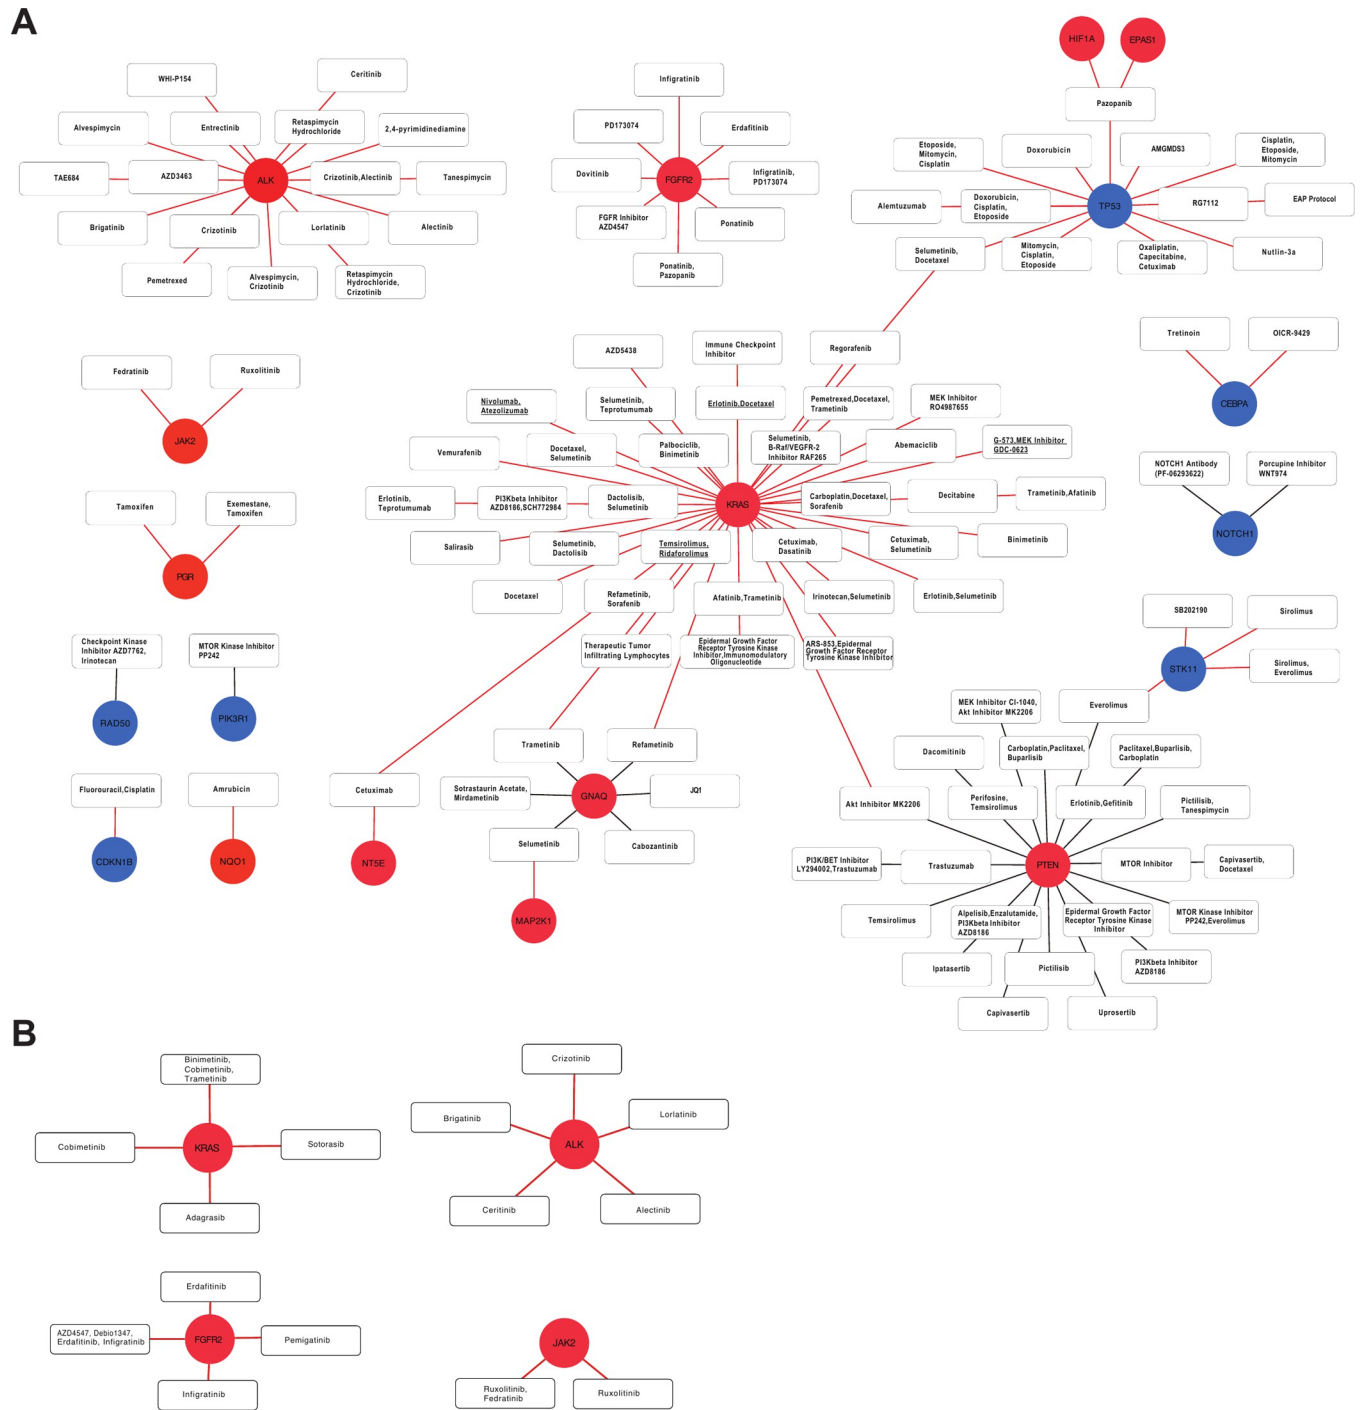 A
HIF1A
EPAS1
WHI-P154
Ceritinib
Infigratinib
Pazopanib
Alvespimycin
Entrectinib
Retaspimycin
Hydrochloride
2,4-pyrimidinediamine
PD173074
Erdafitinib
Etoposide,
Mitomycin,
Cisplatin
Doxorubicin
AMGMDS3
Cisplatin,
Etoposide,
Mitomycin
TAE684
AZD3463
ALK
Crizotinib,Alectinib
Tanespimycin
Dovitinib
FGFR2
Infigratinib,
PD173074
Alemtuzumab
Doxorubicin,
Cisplatin,
Etoposide
TP53
RG7112
EAP Protocol
Brigatinib
Crizotinib
Lorlatinib
Alectinib
FGFR Inhibitor
AZD4547
Ponatinib
Selumetinib,
Docetaxel
Mitomycin,
Cisplatin,
Etoposide
Oxaliplatin,
Capecitabine,
Cetuximab
Nutlin-3a
Pemetrexed
Alvespimycin,
Crizotinib
Retaspimycin
Hydrochloride,
Crizotinib
Ponatinib,
Pazopanib
Fedratinib
Ruxolitinib
JAK2
AZD5438
Immune Checkpoint
Inhibitor
Regorafenib
Tretinoin
OICR-9429
CEBPA
Nivolumab,
Atezolizumab
Selumetinib,
Teprotumumab
Erlotinib,Docetaxel
Pemetrexed,Docetaxel,
Trametinib
MEK Inhibitor
RO4987655
Vemurafenib
Docetaxel,
Selumetinib
Palbociclib,
Binimetinib
Selumetinib,
B-Raf/VEGFR-2
Inhibitor RAF265
Abemaciclib
G-573,MEK Inhibitor
GDC-0623
NOTCH1 Antibody
(PF-06293622)
Porcupine Inhibitor
WNT974
NOTCH1
Tamoxifen
Exemestane,
Tamoxifen
PGR
Erlotinib,
Teprotumumab
PI3Kbeta Inhibitor
AZD8186,SCH772984
Dactolisib,
Selumetinib
KRAS
Carboplatin,Docetaxel,
Sorafenib
Decitabine
Trametinib,Afatinib
Salirasib
Selumetinib,
Dactolisib
Temsirolimus,
Ridaforolimus
Cetuximab,
Dasatinib
Cetuximab,
Selumetinib
Binimetinib
Docetaxel
Refametinib,
Sorafenib
Afatinib,Trametinib
Irinotecan,Selumetinib
Erlotinib,Selumetinib
SB202190
Sirolimus
STK11
Sirolimus,
Everolimus
Checkpoint Kinase
Inhibitor AZD7762,
Irinotecan
MTOR Kinase Inhibitor
PP242
Therapeutic Tumor
Infiltrating Lymphocytes
Epidermal Growth Factor
Receptor Tyrosine Kinase
Inhibitor,Immunomodulatory
Oligonucleotide
ARS-853,Epidermal
Growth Factor Receptor
Tyrosine Kinase Inhibitor
RAD50
PIK3R1
MEK Inhibitor CI-1040,
Akt Inhibitor MK2206
Everolimus
Trametinib
Refametinib
Dacomitinib
Carboplatin,Paclitaxel,
Buparlisib
Paclitaxel,Buparlisib,
Carboplatin
Fluorouracil,Cisplatin
Amrubicin
Cetuximab
Sotrastaurin Acetate,
Mirdametinib
GNAQ
JQ1
Akt Inhibitor MK2206
Perifosine,
Temsirolimus
Erlotinib,Gefitinib
Pictilisib,
Tanespimycin
CDKN1B
NQO1
NT5E
Selumetinib
Cabozantinib
PI3K/BET Inhibitor
LY294002,Trastuzumab
Trastuzumab
PTEN
MTOR Inhibitor
Capivasertib,
Docetaxel
MAP2K1
Temsirolimus
Alpelisib,Enzalutamide,
PI3Kbeta Inhibitor
AZD8186
Epidermal Growth Factor
Receptor Tyrosine Kinase
Inhibitor
MTOR Kinase Inhibitor
PP242,Everolimus
Ipatasertib
Pictilisib
PI3Kbeta Inhibitor
AZD8186
Capivasertib
Uprosertib
B
Binimetinib,
Cobimetinib,
Trametinib
Cobimetinib
KRAS
Sotorasib
Adagrasib
Crizotinib
Brigatinib
Lorlatinib
ALK
Ceritinib
Alectinib
Erdafitinib
AZD4547, Debio1347,
Erdafitinib, Infigratinib
FGFR2
Pemigatinib
Infigratinib
JAK2
Ruxolitinib,
Fedratinib
Ruxolitinib